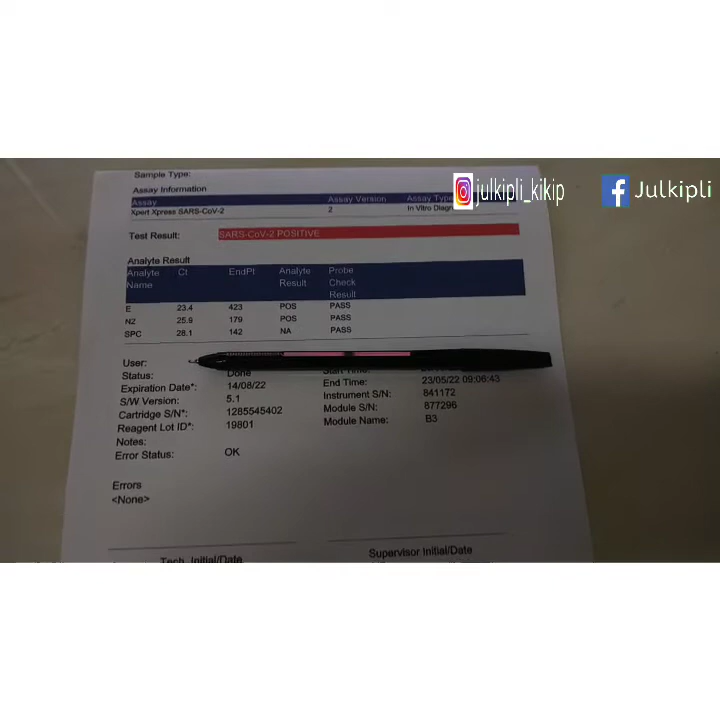 julkipli_kikip
Julkipli
Sample Type:
Assay Information
Assay Assay Version Assay Type
Xpert Xpress SARS-CoV-2 2 In Vitro
Test Result: SARS-CoV-2 POSITIVE
Analyte Result
Analyte Name Ct EndPt Analyte Result Probe Check Result
E 23.4 423 POS PASS
N2 25.9 179 POS PASS
SPC 28.1 142 NA PASS
User:
Status: Done Start Time:
Expiration Date*: 14/08/22 End Time: 23/05/22 09:06:43
S/W Version: 5.1 Instrument S/N: 841172
Cartridge S/N*: 1285545402 Module S/N: 877296
Reagent Lot ID*: 19801 Module Name: B3
Notes:
Error Status: OK
Errors
<None>
Tech. Initial/Date Supervisor Initial/Date